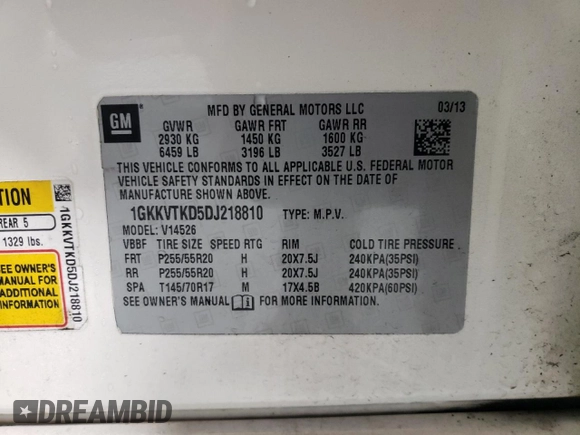 GM
MFD BY GENERAL MOTORS LLC 03/13
GVWR GAWR FRT GAWR RR
2930 KG 1450 KG 1600 KG
6459 LB 3196 LB 3527 LB
THIS VEHICLE CONFORMS TO ALL APPLICABLE U.S. FEDERAL MOTOR
VEHICLE SAFETY STANDARDS IN EFFECT ON THE DATE OF
MANUFACTURE SHOWN ABOVE.
1GKKVTKD5DJ218810 TYPE: M.P.V.
MODEL: V14526
VBBF TIRE SIZE SPEED RTG RIM COLD TIRE PRESSURE
FRT P255/55R20 H 20X7.5J 240KPA(35PSI)
RR P255/55R20 H 20X7.5J 240KPA(35PSI)
SPA T145/70R17 M 17X4.5B 420KPA(60PSI)
SEE OWNER'S MANUAL FOR MORE INFORMATION.
TION
REAR 5
1329 lbs.
SEE OWNER'S
MANUAL FOR
ADDITIONAL
INFORMATION
1GKKVTKD5DJ218810
DREAMBID